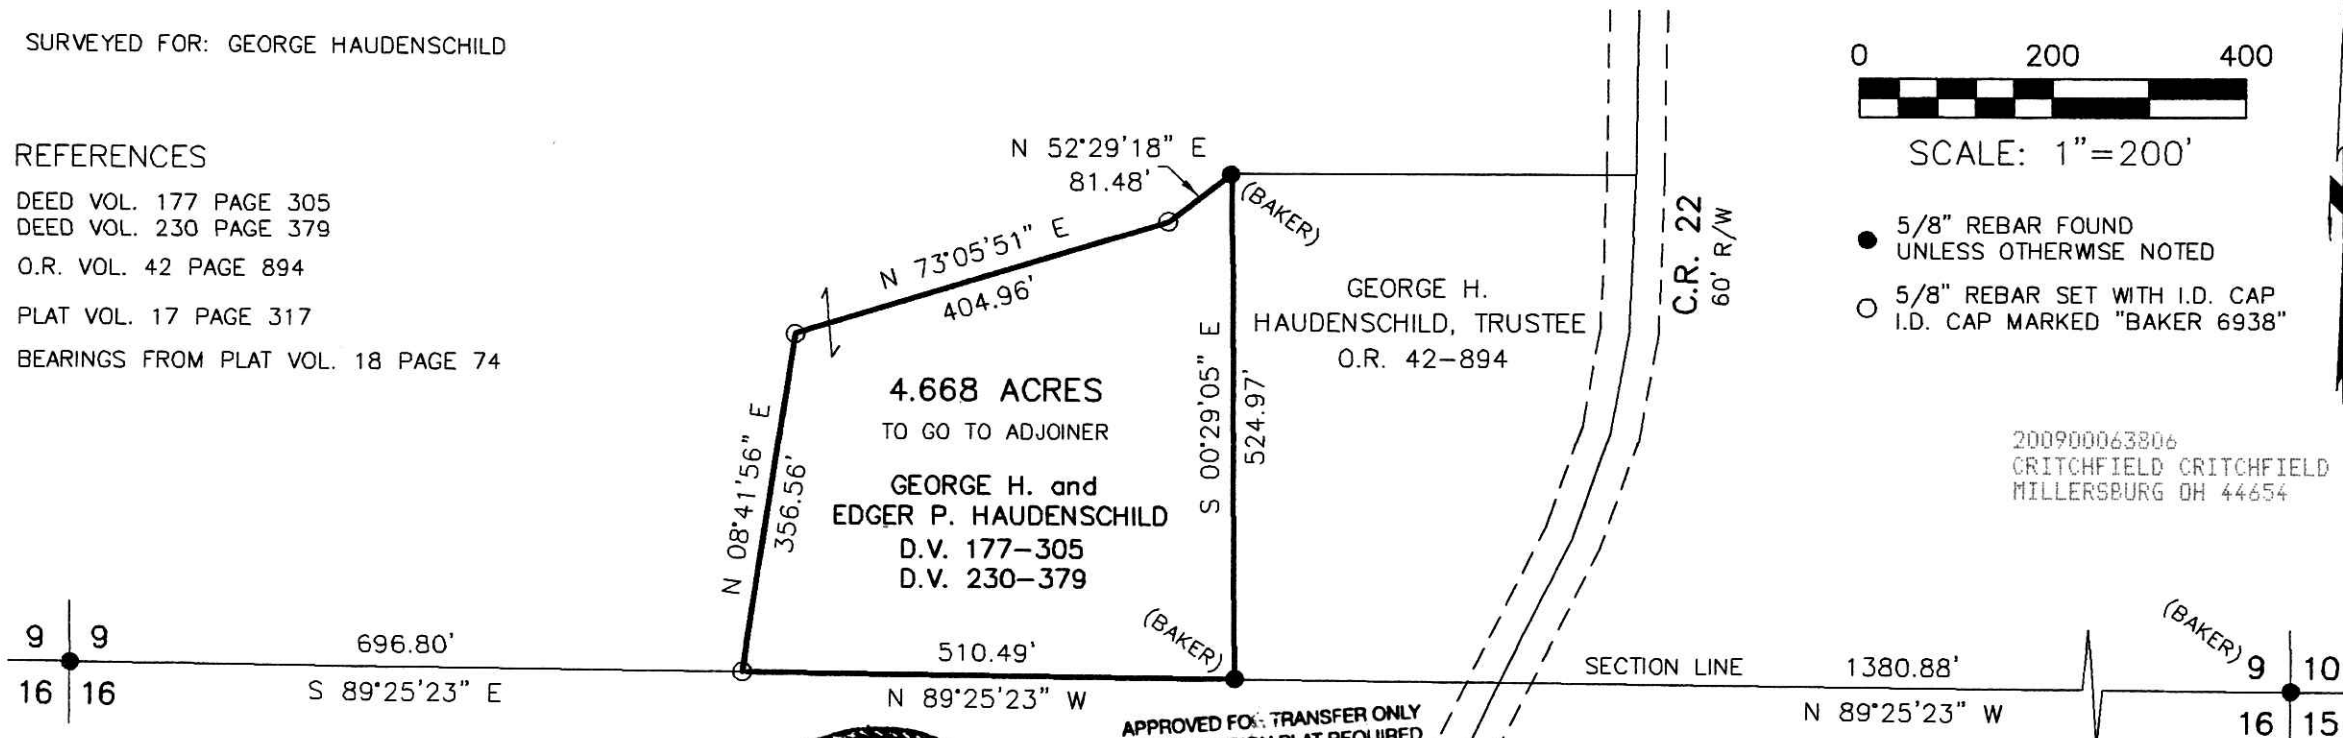 SURVEYED FOR: GEORGE HAUDENSCHILD
REFERENCES
DEED VOL. 177 PAGE 305
DEED VOL. 230 PAGE 379
O.R. VOL. 42 PAGE 894
PLAT VOL. 17 PAGE 317
BEARINGS FROM PLAT VOL. 18 PAGE 74
N 52°29'18" E
81.48'
N 73°05'51" E
404.96'
(BAKER)
N 08°41'56" E
356.56'
4.668 ACRES
TO GO TO ADJOINER
GEORGE H. and
EDGER P. HAUDENSCHILD
D.V. 177-305
D.V. 230-379
S 00°29'05" E
524.97'
GEORGE H.
HAUDENSCHILD, TRUSTEE
O.R. 42-894
C.R. 22
60' R/W
0 200 400
SCALE: 1"=200'
5/8" REBAR FOUND
UNLESS OTHERWISE NOTED
5/8" REBAR SET WITH I.D. CAP
I.D. CAP MARKED "BAKER 6938"
200900063806
CRITCHFIELD CRITCHFIELD
MILLERSBURG OH 44654
9 9
16 16
696.80'
S 89°25'23" E
510.49'
N 89°25'23" W
(BAKER)
SECTION LINE
1380.88'
N 89°25'23" W
(BAKER)
9 10
16 15
APPROVED FOR TRANSFER ONLY
PLAT REQUIRED